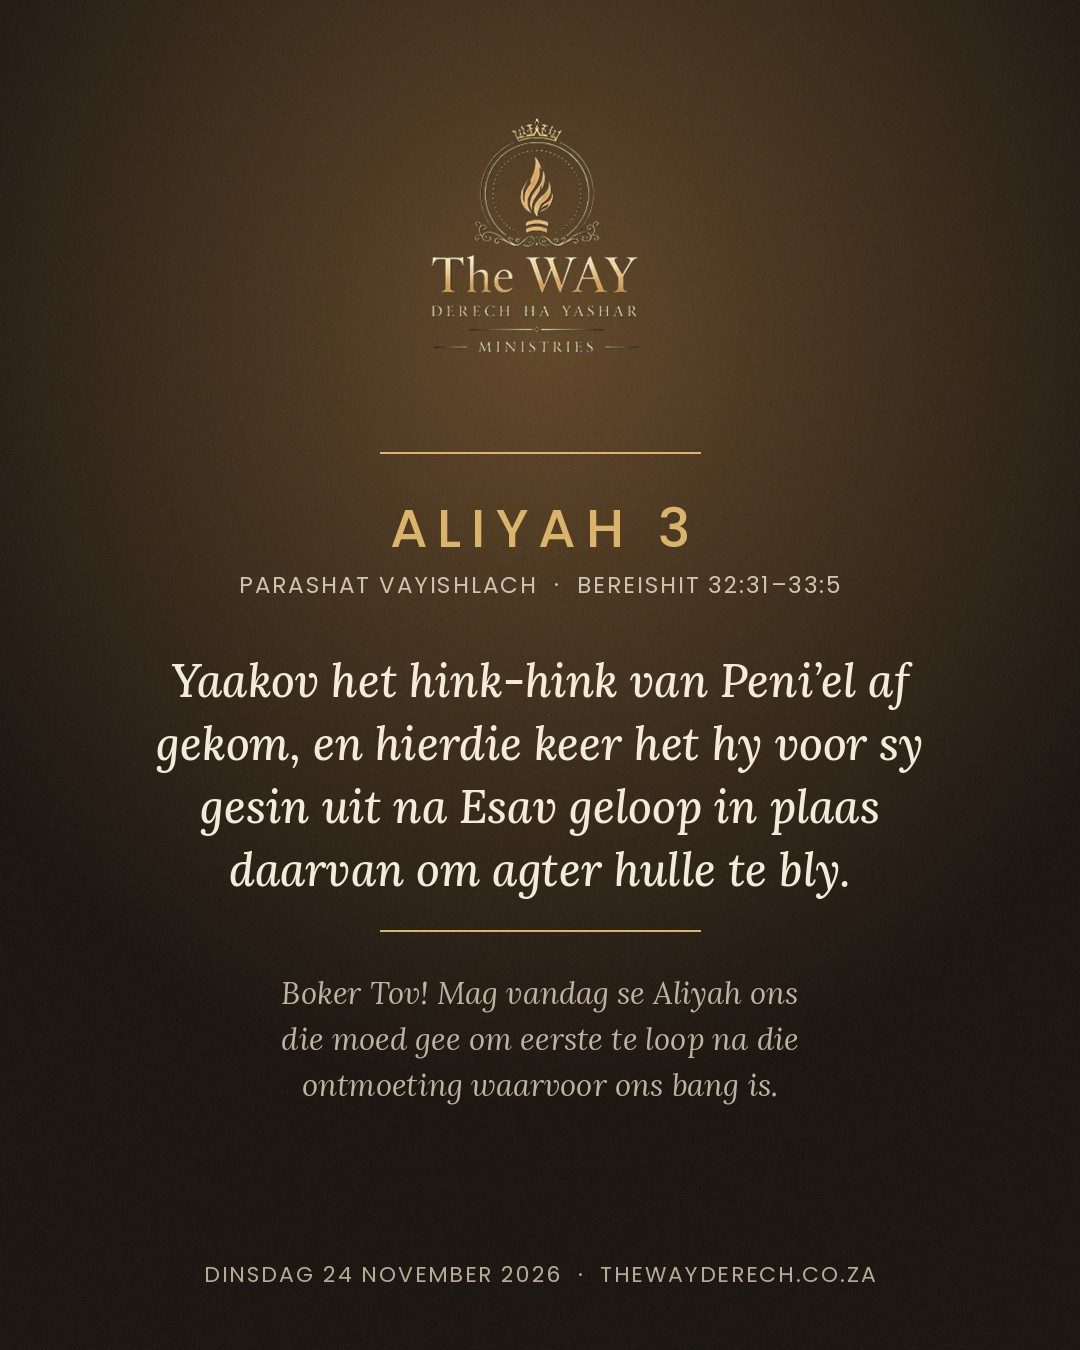 The WAY
DERECH HA YASHAR
MINISTRIES
ALIYAH 3
PARASHAT VAYISHLACH · BEREISHIT 32:31–33:5
Yaakov het hink-hink van Peni’el af
gekom, en hierdie keer het hy voor sy
gesin uit na Esav geloop in plaas
daarvan om agter hulle te bly.
Boker Tov! Mag vandag se Aliyah ons
die moed gee om eerste te loop na die
ontmoeting waarvoor ons bang is.
DINSDAG 24 NOVEMBER 2026 · THEWAYDERECH.CO.ZA